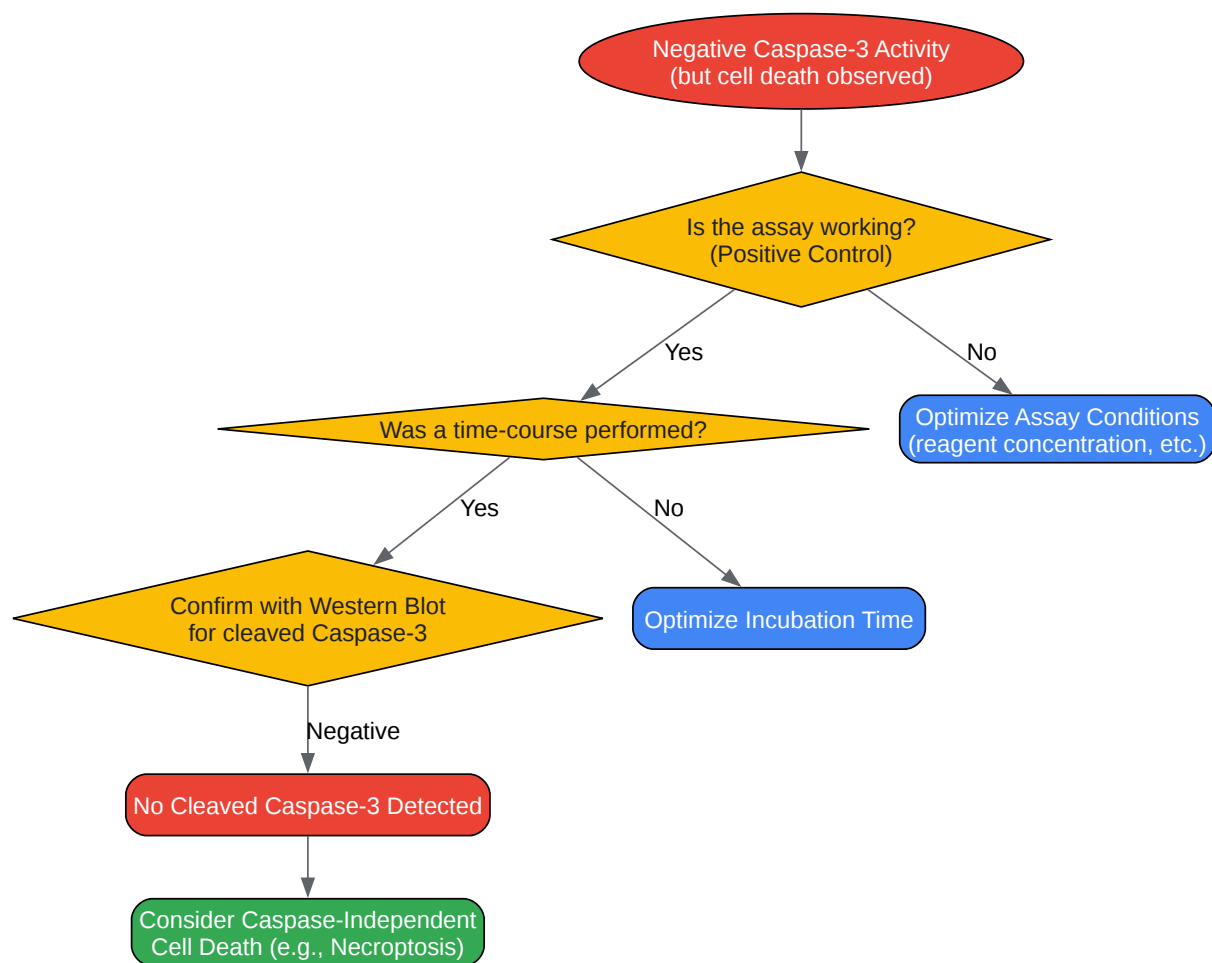 Negative Caspase-3 Activity
(but cell death observed)
Is the assay working?
(Positive Control)
Yes
No
Optimize Assay Conditions
(reagent concentration, etc.)
Was a time-course performed?
Yes
No
Confirm with Western Blot
for cleaved Caspase-3
Optimize Incubation Time
Negative
No Cleaved Caspase-3 Detected
Consider Caspase-Independent
Cell Death (e.g., Necroptosis)